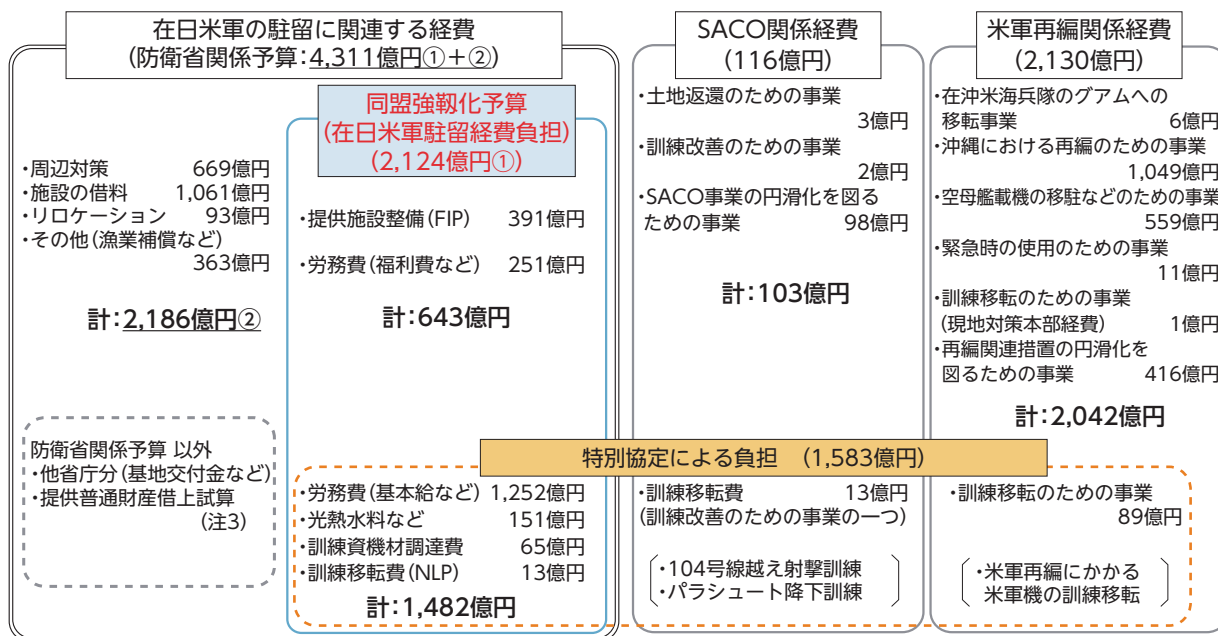 在日米軍の駐留に関連する経費
(防衛省関係予算:4,311億円①+②)
・周辺対策 669億円
・施設の借料 1,061億円
・リロケーション 93億円
・その他(漁業補償など)
363億円
計:2,186億円②
防衛省関係予算 以外
・他省庁分(基地交付金など)
・提供普通財産借上試算
(注3)
同盟強靱化予算
(在日米軍駐留経費負担)
(2,124億円①)
・提供施設整備(FIP) 391億円
・労務費(福利費など) 251億円
計:643億円
SACO関係経費
(116億円)
・土地返還のための事業
3億円
・訓練改善のための事業
2億円
・SACO事業の円滑化を図る
ための事業 98億円
計:103億円
米軍再編関係経費
(2,130億円)
・在沖米海兵隊のグアムへの
移転事業 6億円
・沖縄における再編のための事業
1,049億円
・空母艦載機の移駐などのための事業
559億円
・緊急時の使用のための事業
11億円
・訓練移転のための事業
(現地対策本部経費) 1億円
・再編関連措置の円滑化を
図るための事業 416億円
計:2,042億円
特別協定による負担 (1,583億円)
・労務費(基本給など) 1,252億円
・光熱水料など 151億円
・訓練資機材調達費 65億円
・訓練移転費(NLP) 13億円
計:1,482億円
・訓練移転費 13億円
(訓練改善のための事業の一つ)
・104号線越え射撃訓練
・パラシュート降下訓練
・訓練移転のための事業
89億円
・米軍再編にかかる
米軍機の訓練移転